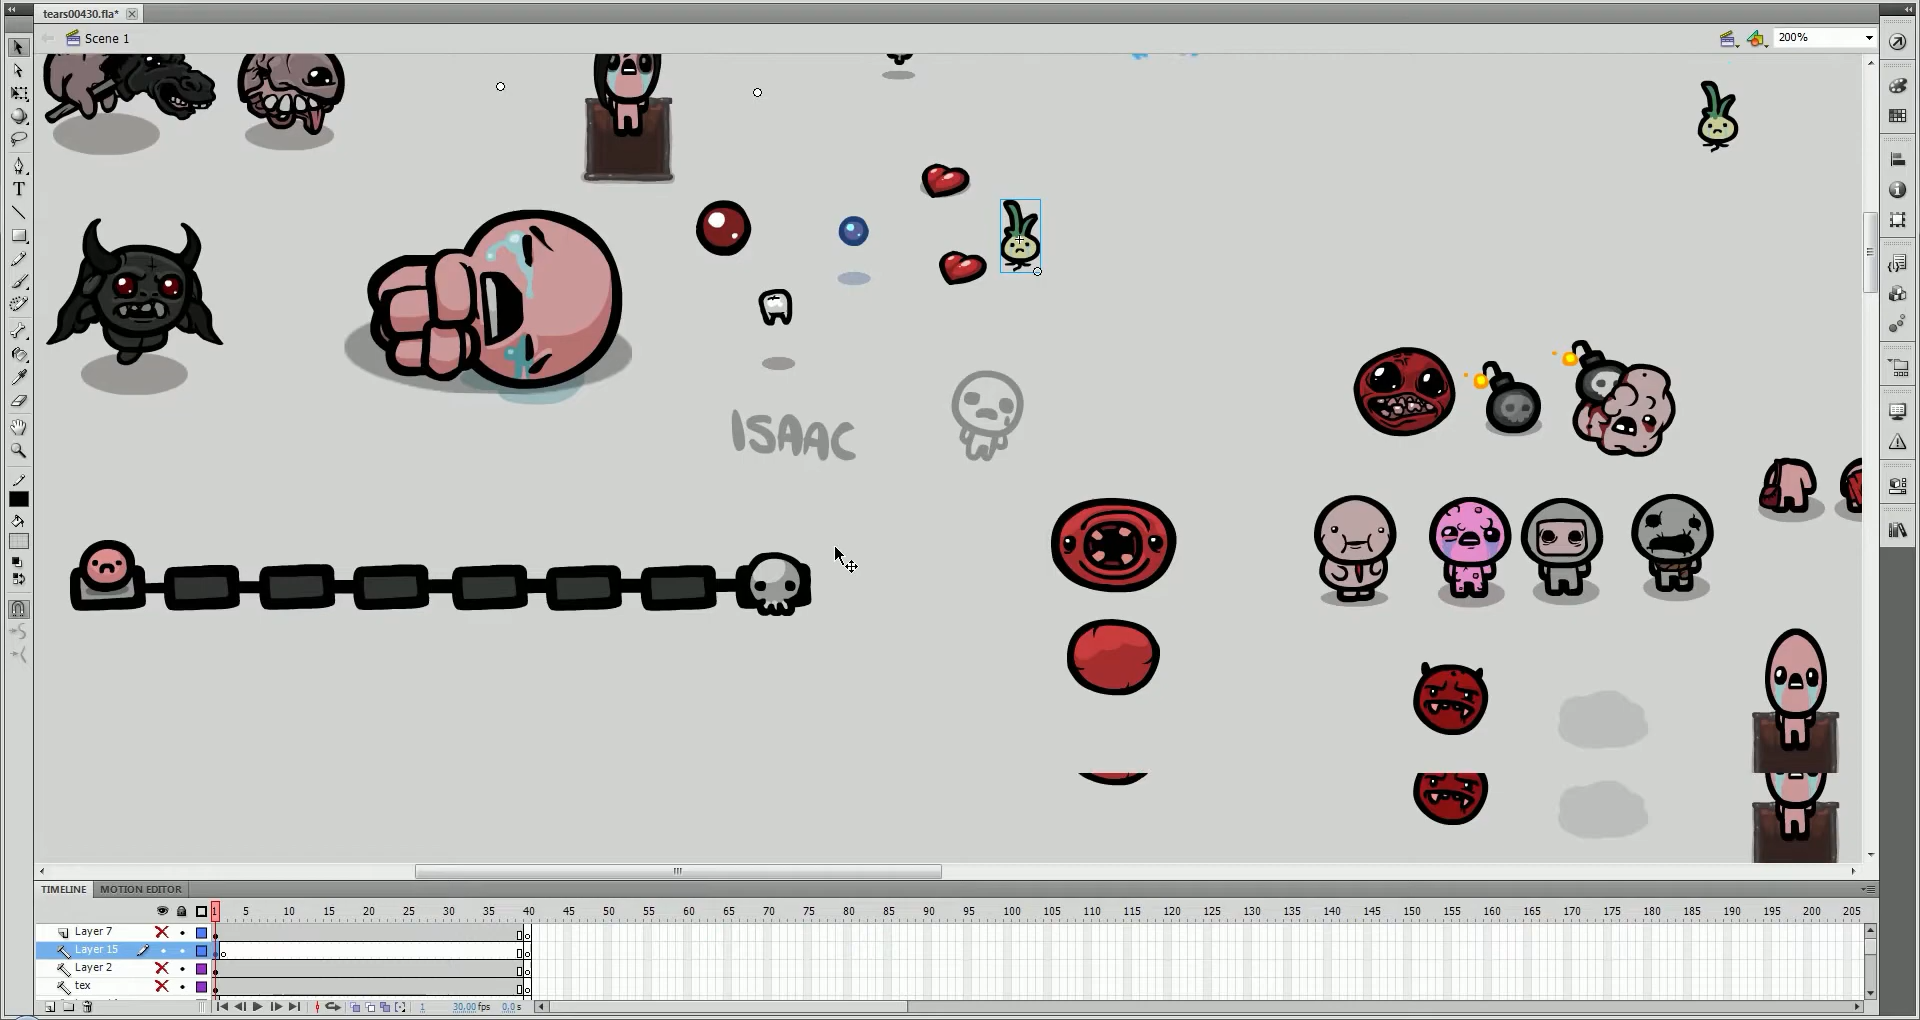 tears00430.fla*
Scene 1
200%
ISAAC
TIMELINE
MOTION EDITOR
1 5 10 15 20 25 30 35 40 45 50 55 60 65 70 75 80 85 90 95 100 105 110 115 120 125 130 135 140 145 150 155 160 165 170 175 180 185 190 195 200 205
Layer 7
Layer 15
Layer 2
tex
1 30.00 fps 0.0 s